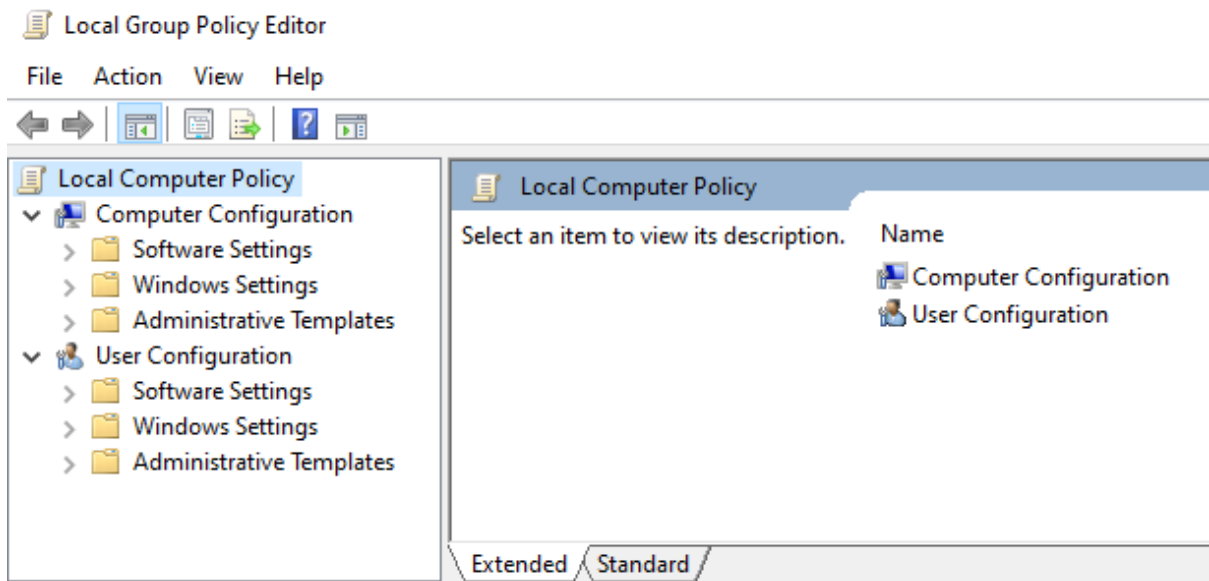 Local Group Policy Editor
File Action View Help
Local Computer Policy
Computer Configuration
Software Settings
Windows Settings
Administrative Templates
User Configuration
Software Settings
Windows Settings
Administrative Templates
Local Computer Policy
Select an item to view its description.
Name
Computer Configuration
User Configuration
Extended Standard